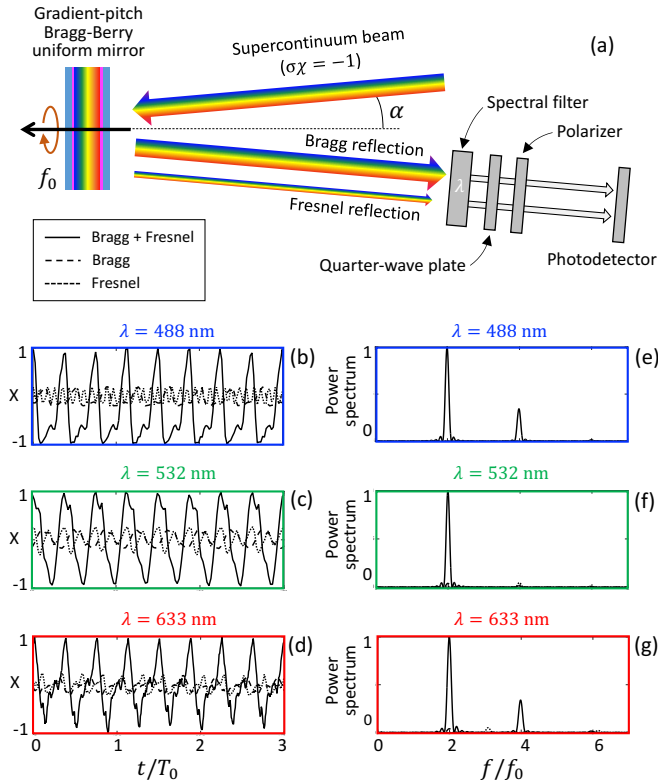 Gradient-pitch
Bragg-Berry
uniform mirror
Supercontinuum beam
(σχ = −1)
(a)
α
Spectral filter
Polarizer
Bragg reflection
λ
f₀
Fresnel reflection
Bragg + Fresnel
Bragg
Fresnel
Quarter-wave plate
Photodetector
λ = 488 nm
1
X
-1
(b)
λ = 488 nm
Power
spectrum
1
0
(e)
λ = 532 nm
1
X
-1
(c)
λ = 532 nm
Power
spectrum
1
0
(f)
λ = 633 nm
1
X
-1
(d)
λ = 633 nm
Power
spectrum
1
0
(g)
0 1 2 3
0 2 4 6
t/T₀
f/f₀